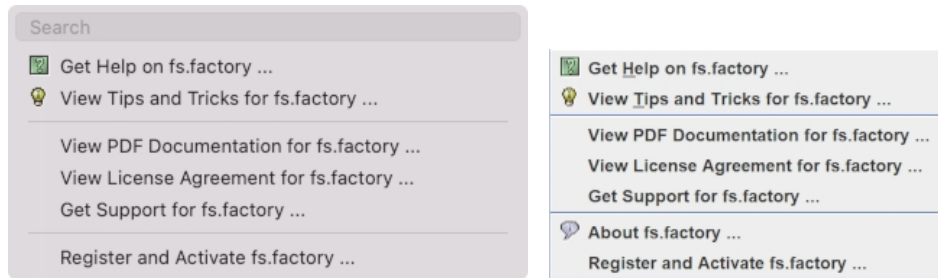 Search
Get Help on fs.factory ...
View Tips and Tricks for fs.factory ...
View PDF Documentation for fs.factory ...
View License Agreement for fs.factory ...
Get Support for fs.factory ...
Register and Activate fs.factory ...
Get Help on fs.factory ...
View Tips and Tricks for fs.factory ...
View PDF Documentation for fs.factory ...
View License Agreement for fs.factory ...
Get Support for fs.factory ...
About fs.factory ...
Register and Activate fs.factory ...